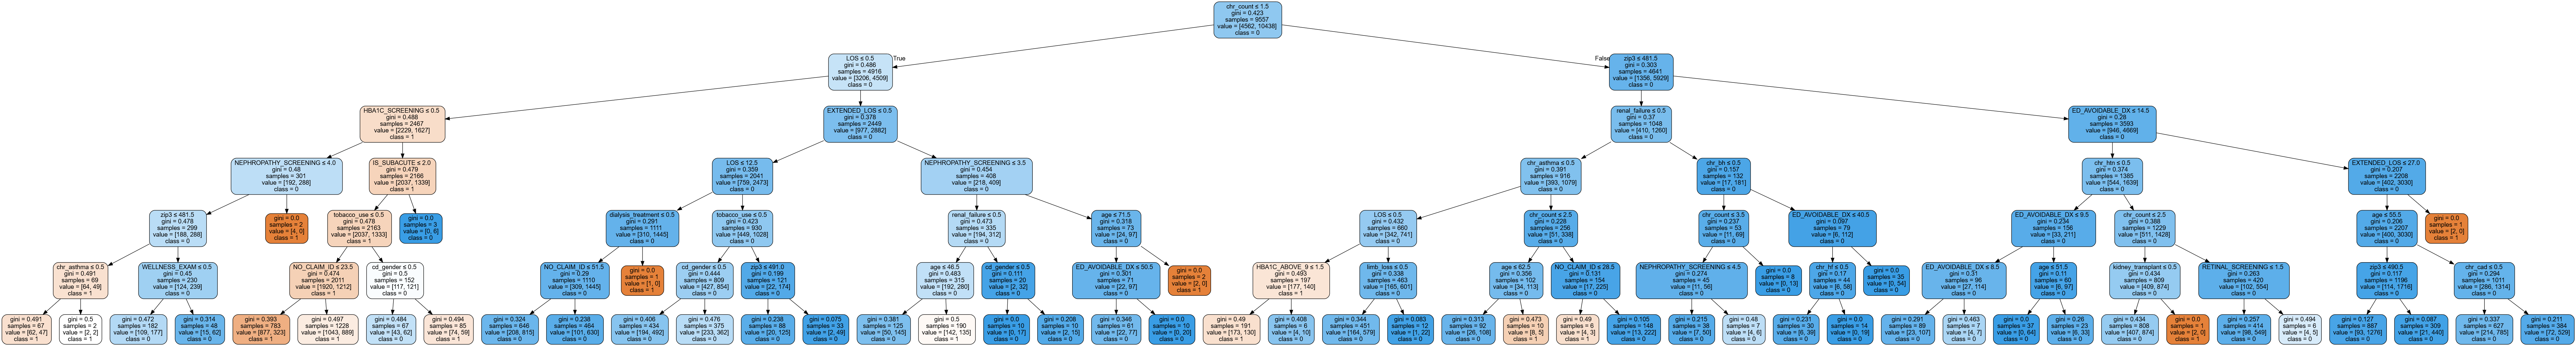 chr_count ≤ 1.5
gini = 0.423
samples = 9557
value = [4562, 10438]
class = 0
True
False
LOS ≤ 0.5
gini = 0.486
samples = 4916
value = [3206, 4509]
class = 0
zip3 ≤ 481.5
gini = 0.303
samples = 4641
value = [1356, 5929]
class = 0
HBA1C_SCREENING ≤ 0.5
gini = 0.488
samples = 2467
value = [2229, 1627]
class = 1
EXTENDED_LOS ≤ 0.5
gini = 0.378
samples = 2449
value = [977, 2882]
class = 0
renal_failure ≤ 0.5
gini = 0.37
samples = 1048
value = [410, 1260]
class = 0
ED_AVOIDABLE_DX ≤ 14.5
gini = 0.28
samples = 3593
value = [946, 4669]
class = 0
NEPHROPATHY_SCREENING ≤ 4.0
gini = 0.48
samples = 301
value = [192, 288]
class = 0
IS_SUBACUTE ≤ 2.0
gini = 0.479
samples = 2166
value = [2037, 1339]
class = 1
LOS ≤ 12.5
gini = 0.359
samples = 2041
value = [759, 2473]
class = 0
NEPHROPATHY_SCREENING ≤ 3.5
gini = 0.454
samples = 408
value = [218, 409]
class = 0
chr_asthma ≤ 0.5
gini = 0.391
samples = 916
value = [393, 1079]
class = 0
chr_bh ≤ 0.5
gini = 0.157
samples = 132
value = [17, 181]
class = 0
chr_htn ≤ 0.5
gini = 0.374
samples = 1385
value = [544, 1639]
class = 0
EXTENDED_LOS ≤ 27.0
gini = 0.207
samples = 2208
value = [402, 3030]
class = 0
zip3 ≤ 481.5
gini = 0.478
samples = 299
value = [188, 288]
class = 0
gini = 0.0
samples = 2
value = [4, 0]
class = 1
tobacco_use ≤ 0.5
gini = 0.478
samples = 2163
value = [2037, 1333]
class = 1
gini = 0.0
samples = 3
value = [0, 6]
class = 0
dialysis_treatment ≤ 0.5
gini = 0.291
samples = 1111
value = [310, 1445]
class = 0
tobacco_use ≤ 0.5
gini = 0.423
samples = 930
value = [449, 1028]
class = 0
renal_failure ≤ 0.5
gini = 0.473
samples = 335
value = [194, 312]
class = 0
age ≤ 71.5
gini = 0.318
samples = 73
value = [24, 97]
class = 0
LOS ≤ 0.5
gini = 0.432
samples = 660
value = [342, 741]
class = 0
chr_count ≤ 2.5
gini = 0.228
samples = 256
value = [51, 338]
class = 0
chr_count ≤ 3.5
gini = 0.237
samples = 53
value = [11, 69]
class = 0
ED_AVOIDABLE_DX ≤ 40.5
gini = 0.097
samples = 79
value = [6, 112]
class = 0
ED_AVOIDABLE_DX ≤ 9.5
gini = 0.234
samples = 156
value = [33, 211]
class = 0
chr_count ≤ 2.5
gini = 0.388
samples = 1229
value = [511, 1428]
class = 0
age ≤ 55.5
gini = 0.206
samples = 2207
value = [400, 3030]
class = 0
gini = 0.0
samples = 1
value = [2, 0]
class = 1
chr_asthma ≤ 0.5
gini = 0.491
samples = 69
value = [64, 49]
class = 1
WELLNESS_EXAM ≤ 0.5
gini = 0.45
samples = 230
value = [124, 239]
class = 0
NO_CLAIM_ID ≤ 23.5
gini = 0.474
samples = 2011
value = [1920, 1212]
class = 1
cd_gender ≤ 0.5
gini = 0.5
samples = 152
value = [117, 121]
class = 0
NO_CLAIM_ID ≤ 51.5
gini = 0.29
samples = 1110
value = [309, 1445]
class = 0
gini = 0.0
samples = 1
value = [1, 0]
class = 1
cd_gender ≤ 0.5
gini = 0.444
samples = 809
value = [427, 854]
class = 0
zip3 ≤ 491.0
gini = 0.199
samples = 121
value = [22, 174]
class = 0
age ≤ 46.5
gini = 0.483
samples = 315
value = [192, 280]
class = 0
cd_gender ≤ 0.5
gini = 0.111
samples = 20
value = [2, 32]
class = 0
ED_AVOIDABLE_DX ≤ 50.5
gini = 0.301
samples = 71
value = [22, 97]
class = 0
gini = 0.0
samples = 2
value = [2, 0]
class = 1
HBA1C_ABOVE_9 ≤ 1.5
gini = 0.493
samples = 197
value = [177, 140]
class = 1
limb_loss ≤ 0.5
gini = 0.338
samples = 463
value = [165, 601]
class = 0
age ≤ 62.5
gini = 0.356
samples = 102
value = [34, 113]
class = 0
NO_CLAIM_ID ≤ 28.5
gini = 0.131
samples = 154
value = [17, 225]
class = 0
NEPHROPATHY_SCREENING ≤ 4.5
gini = 0.274
samples = 45
value = [11, 56]
class = 0
gini = 0.0
samples = 8
value = [0, 13]
class = 0
chr_hf ≤ 0.5
gini = 0.17
samples = 44
value = [6, 58]
class = 0
gini = 0.0
samples = 35
value = [0, 54]
class = 0
ED_AVOIDABLE_DX ≤ 8.5
gini = 0.31
samples = 96
value = [27, 114]
class = 0
age ≤ 51.5
gini = 0.11
samples = 60
value = [6, 97]
class = 0
kidney_transplant ≤ 0.5
gini = 0.434
samples = 809
value = [409, 874]
class = 0
RETINAL_SCREENING ≤ 1.5
gini = 0.263
samples = 420
value = [102, 554]
class = 0
zip3 ≤ 490.5
gini = 0.117
samples = 1196
value = [114, 1716]
class = 0
chr_cad ≤ 0.5
gini = 0.294
samples = 1011
value = [286, 1314]
class = 0
gini = 0.491
samples = 67
value = [62, 47]
class = 1
gini = 0.5
samples = 2
value = [2, 2]
class = 1
gini = 0.472
samples = 182
value = [109, 177]
class = 0
gini = 0.314
samples = 48
value = [15, 62]
class = 0
gini = 0.393
samples = 783
value = [877, 323]
class = 1
gini = 0.497
samples = 1228
value = [1043, 889]
class = 1
gini = 0.484
samples = 67
value = [43, 62]
class = 0
gini = 0.494
samples = 85
value = [74, 59]
class = 1
gini = 0.324
samples = 646
value = [208, 815]
class = 0
gini = 0.238
samples = 464
value = [101, 630]
class = 0
gini = 0.406
samples = 434
value = [194, 492]
class = 0
gini = 0.476
samples = 375
value = [233, 362]
class = 0
gini = 0.238
samples = 88
value = [20, 125]
class = 0
gini = 0.075
samples = 33
value = [2, 49]
class = 0
gini = 0.381
samples = 125
value = [50, 145]
class = 0
gini = 0.5
samples = 190
value = [142, 135]
class = 1
gini = 0.0
samples = 10
value = [0, 17]
class = 0
gini = 0.208
samples = 10
value = [2, 15]
class = 0
gini = 0.346
samples = 61
value = [22, 77]
class = 0
gini = 0.0
samples = 10
value = [0, 20]
class = 0
gini = 0.49
samples = 191
value = [173, 130]
class = 1
gini = 0.408
samples = 6
value = [4, 10]
class = 0
gini = 0.344
samples = 451
value = [164, 579]
class = 0
gini = 0.083
samples = 12
value = [1, 22]
class = 0
gini = 0.313
samples = 92
value = [26, 108]
class = 0
gini = 0.473
samples = 10
value = [8, 5]
class = 1
gini = 0.49
samples = 6
value = [4, 3]
class = 1
gini = 0.105
samples = 148
value = [13, 222]
class = 0
gini = 0.215
samples = 38
value = [7, 50]
class = 0
gini = 0.48
samples = 7
value = [4, 6]
class = 0
gini = 0.231
samples = 30
value = [6, 39]
class = 0
gini = 0.0
samples = 14
value = [0, 19]
class = 0
gini = 0.291
samples = 89
value = [23, 107]
class = 0
gini = 0.463
samples = 7
value = [4, 7]
class = 0
gini = 0.0
samples = 37
value = [0, 64]
class = 0
gini = 0.26
samples = 23
value = [6, 33]
class = 0
gini = 0.434
samples = 808
value = [407, 874]
class = 0
gini = 0.0
samples = 1
value = [2, 0]
class = 1
gini = 0.257
samples = 414
value = [98, 549]
class = 0
gini = 0.494
samples = 6
value = [4, 5]
class = 0
gini = 0.127
samples = 887
value = [93, 1276]
class = 0
gini = 0.087
samples = 309
value = [21, 440]
class = 0
gini = 0.337
samples = 627
value = [214, 785]
class = 0
gini = 0.211
samples = 384
value = [72, 529]
class = 0